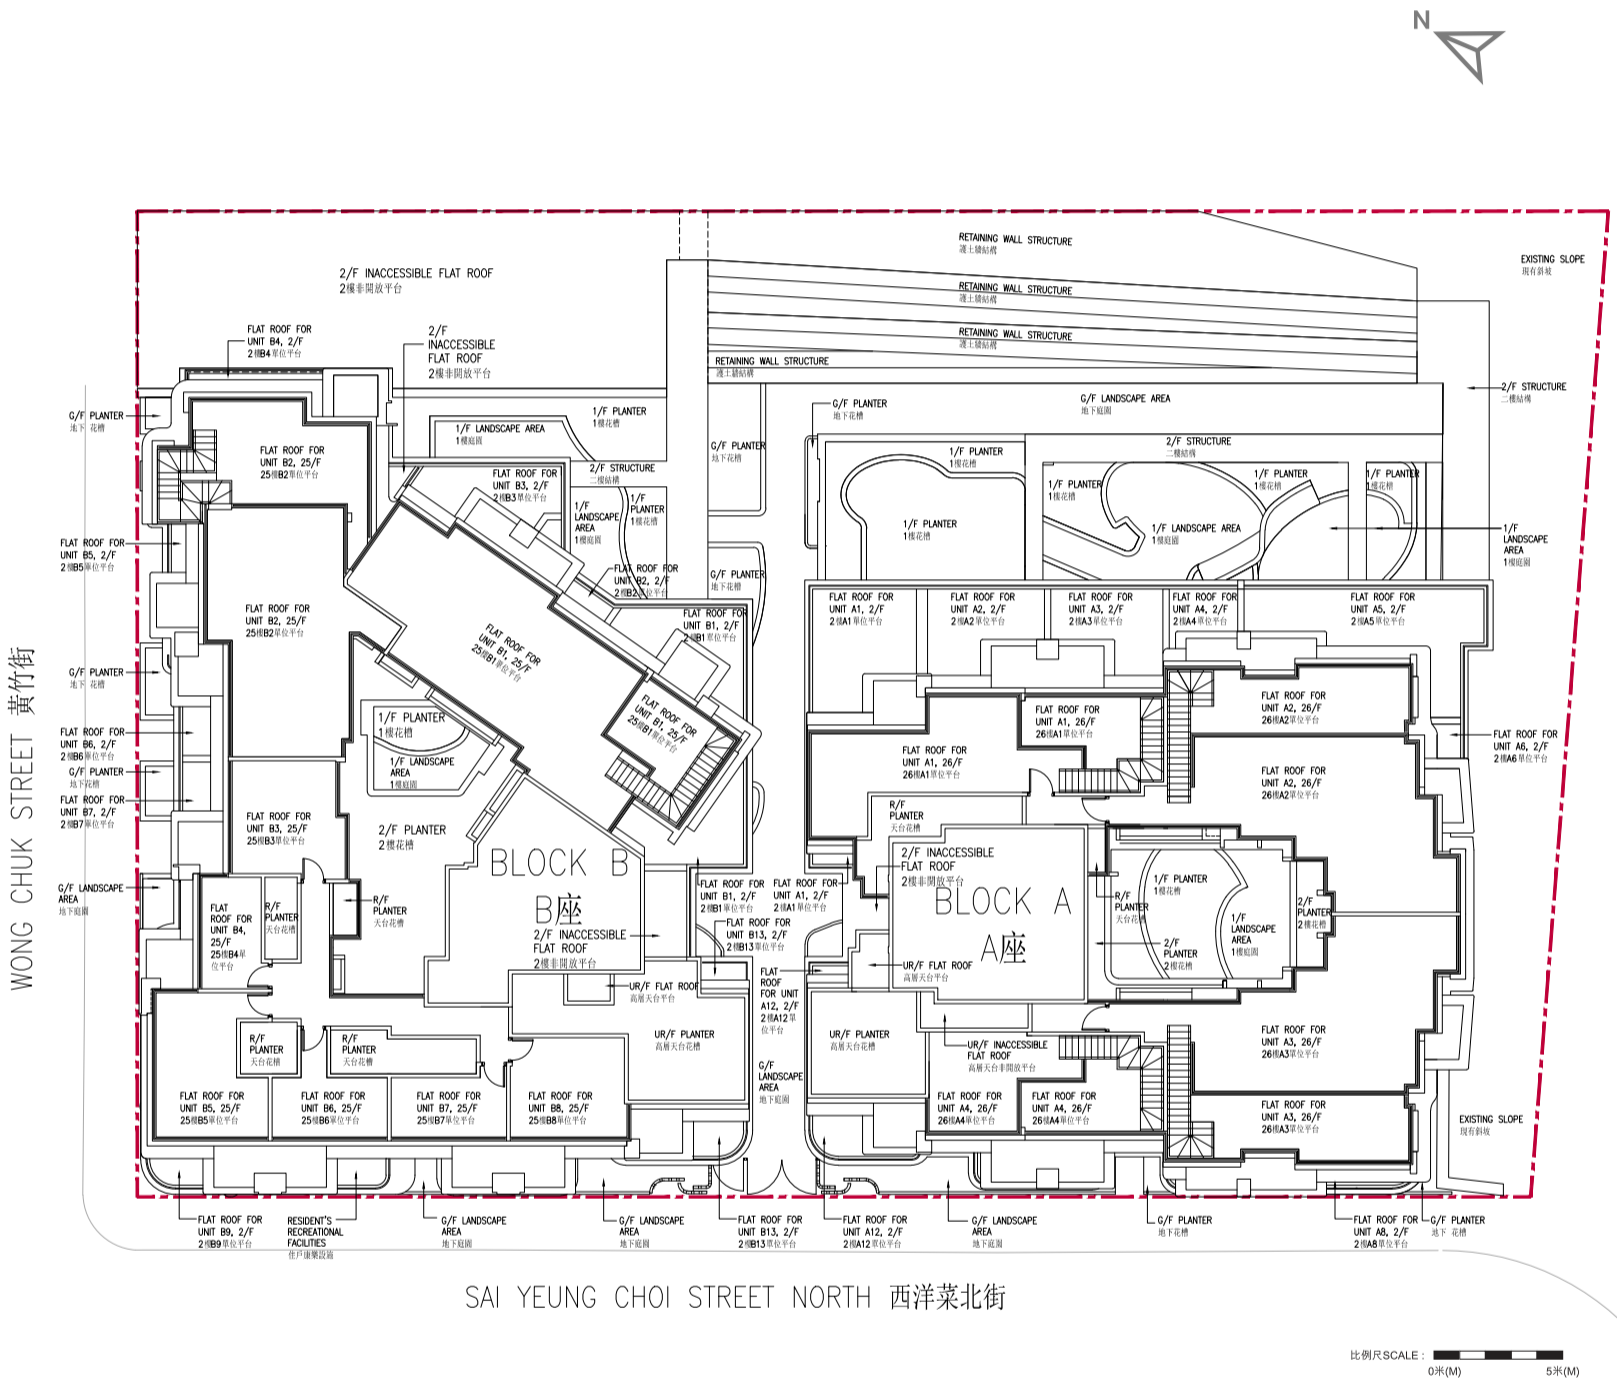 N
RETAINING WALL STRUCTURE
護土牆結構
EXISTING SLOPE
現有斜坡
2/F INACCESSIBLE FLAT ROOF
2樓非開放平台
RETAINING WALL STRUCTURE
護土牆結構
FLAT ROOF FOR
UNIT B4, 2/F
2樓B4單位平台
2/F
INACCESSIBLE
FLAT ROOF
2樓非開放平台
RETAINING WALL STRUCTURE
護土牆結構
RETAINING WALL STRUCTURE
護土牆結構
2/F STRUCTURE
二樓結構
G/F PLANTER
地下 花槽
1/F PLANTER
1樓花槽
1/F LANDSCAPE AREA
1樓庭園
G/F PLANTER
地下花槽
G/F LANDSCAPE AREA
地下庭園
G/F PLANTER
地下花槽
2/F STRUCTURE
二樓結構
1/F PLANTER
1樓花槽
FLAT ROOF FOR
UNIT B2, 25/F
25樓B2單位平台
FLAT ROOF FOR
UNIT B3, 2/F
2樓B3單位平台
2/F STRUCTURE
二樓結構
1/F PLANTER
1樓花槽
1/F PLANTER
1樓花槽
1/F PLANTER
1樓花槽
1/F
LANDSCAPE
AREA
1樓庭園
1/F
PLANTER
1樓花槽
1/F PLANTER
1樓花槽
1/F LANDSCAPE AREA
1樓庭園
1/F
LANDSCAPE
AREA
1樓庭園
FLAT ROOF FOR
UNIT B5, 2/F
2樓B5單位平台
FLAT ROOF FOR
UNIT B2, 2/F
2樓B2單位平台
G/F PLANTER
地下花槽
FLAT ROOF FOR
UNIT B2, 25/F
25樓B2單位平台
FLAT ROOF FOR
UNIT B1, 25/F
25樓B1單位平台
FLAT ROOF FOR
UNIT B1, 2/F
2樓B1單位平台
FLAT ROOF FOR
UNIT A1, 2/F
2樓A1單位平台
FLAT ROOF FOR
UNIT A2, 2/F
2樓A2單位平台
FLAT ROOF FOR
UNIT A3, 2/F
2樓A3單位平台
FLAT ROOF FOR
UNIT A4, 2/F
2樓A4單位平台
FLAT ROOF FOR
UNIT A5, 2/F
2樓A5單位平台
WONG CHUK STREET 黃竹街
G/F PLANTER
地下 花槽
FLAT ROOF FOR
UNIT B6, 2/F
2樓B6單位平台
G/F PLANTER
地下花槽
FLAT ROOF FOR
UNIT B7, 2/F
2樓B7單位平台
1/F PLANTER
1樓花槽
1/F LANDSCAPE
AREA
1樓庭園
FLAT ROOF FOR
UNIT B1, 25/F
25樓B1單位平台
FLAT ROOF FOR
UNIT A1, 26/F
26樓A1單位平台
FLAT ROOF FOR
UNIT A1, 26/F
26樓A1單位平台
FLAT ROOF FOR
UNIT A2, 26/F
26樓A2單位平台
FLAT ROOF FOR
UNIT A2, 26/F
26樓A2單位平台
FLAT ROOF FOR
UNIT A6, 2/F
2樓A6單位平台
FLAT ROOF FOR
UNIT B3, 25/F
25樓B3單位平台
2/F PLANTER
2樓花槽
BLOCK B
B座
R/F
PLANTER
天台花槽
2/F INACCESSIBLE
FLAT ROOF
2樓非開放平台
BLOCK A
A座
G/F LANDSCAPE
AREA
地下庭園
FLAT
ROOF FOR
UNIT B4,
25/F
25樓B4單
位平台
R/F
PLANTER
天台花槽
R/F
PLANTER
天台花槽
2/F INACCESSIBLE
FLAT ROOF
2樓非開放平台
FLAT ROOF FOR
UNIT B1, 2/F
2樓B1單位平台
FLAT ROOF FOR
UNIT A1, 2/F
2樓A1單位平台
FLAT ROOF FOR
UNIT B13, 2/F
2樓B13單位平台
R/F
PLANTER
天台花槽
1/F PLANTER
1樓花槽
1/F
LANDSCAPE
AREA
1樓庭園
2/F
PLANTER
2樓花槽
2/F
PLANTER
2樓花槽
UR/F FLAT ROOF
高層天台平台
FLAT
ROOF
FOR UNIT
A12, 2/F
2樓A12單
位平台
UR/F FLAT ROOF
高層天台平台
R/F
PLANTER
天台花槽
R/F
PLANTER
天台花槽
UR/F PLANTER
高層天台花槽
UR/F PLANTER
高層天台花槽
UR/F INACCESSIBLE
FLAT ROOF
高層天台非開放平台
FLAT ROOF FOR
UNIT A3, 26/F
26樓A3單位平台
G/F
LANDSCAPE
AREA
地下庭園
FLAT ROOF FOR
UNIT B5, 25/F
25樓B5單位平台
FLAT ROOF FOR
UNIT B6, 25/F
25樓B6單位平台
FLAT ROOF FOR
UNIT B7, 25/F
25樓B7單位平台
FLAT ROOF FOR
UNIT B8, 25/F
25樓B8單位平台
FLAT ROOF FOR
UNIT A4, 26/F
26樓A4單位平台
FLAT ROOF FOR
UNIT A4, 26/F
26樓A4單位平台
FLAT ROOF FOR
UNIT A3, 26/F
26樓A3單位平台
EXISTING SLOPE
現有斜坡
FLAT ROOF FOR
UNIT B9, 2/F
2樓B9單位平台
RESIDENT'S
RECREATIONAL
FACILITIES
住戶康樂設施
G/F LANDSCAPE
AREA
地下庭園
G/F LANDSCAPE
AREA
地下庭園
FLAT ROOF FOR
UNIT B13, 2/F
2樓B13單位平台
FLAT ROOF FOR
UNIT A12, 2/F
2樓A12單位平台
G/F LANDSCAPE
AREA
地下庭園
G/F PLANTER
地下花槽
FLAT ROOF FOR
UNIT A8, 2/F
2樓A8單位平台
G/F PLANTER
地下 花槽
SAI YEUNG CHOI STREET NORTH 西洋菜北街
比例尺SCALE :
0米(M)
5米(M)